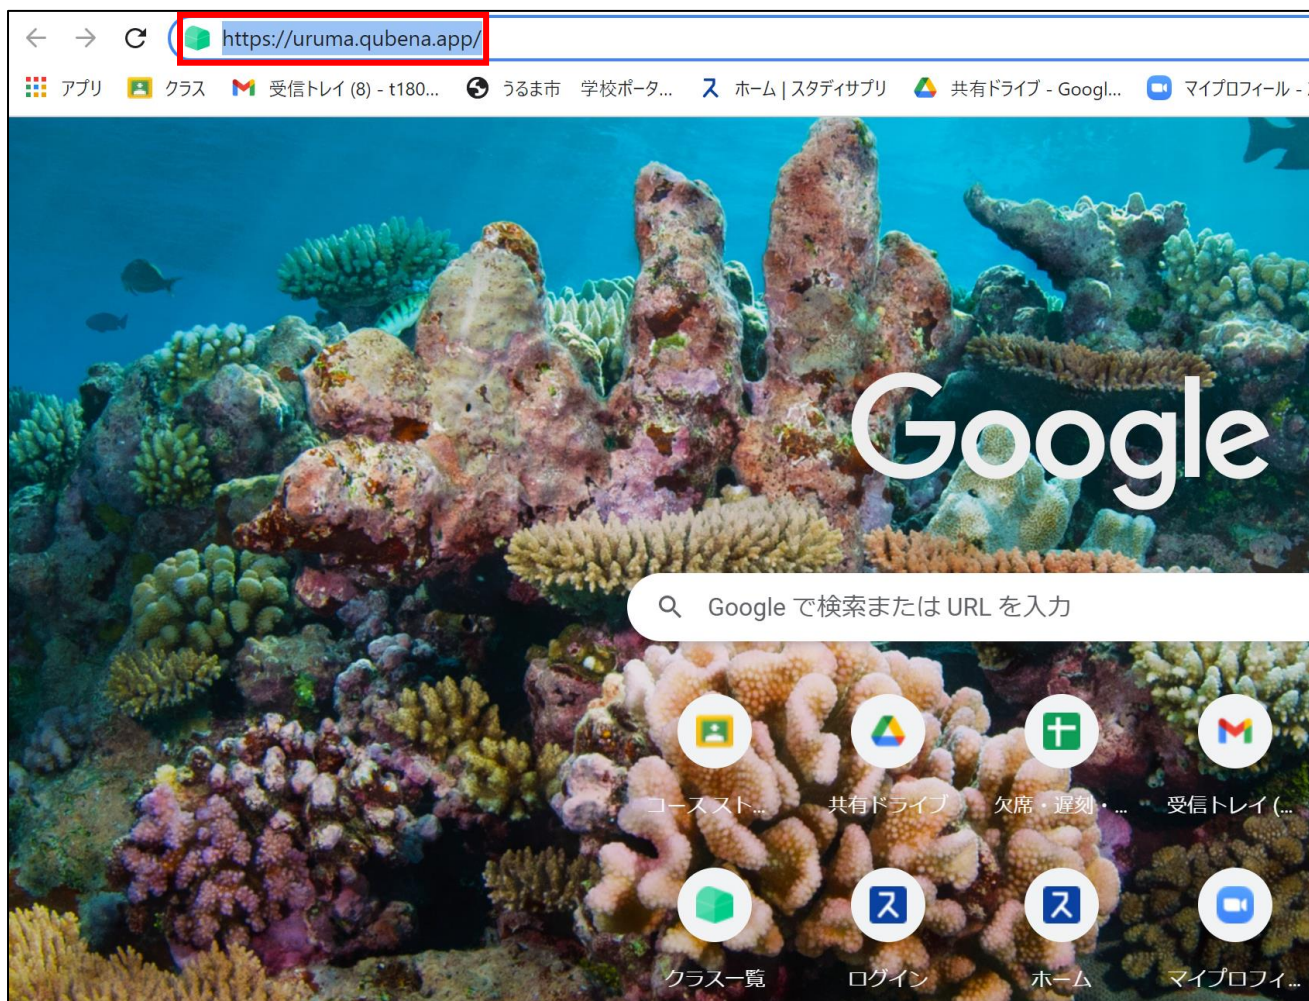 https://uruma.qubena.app/
アプリ クラス 受信トレイ (8) - t180... うるま市 学校ポータ... ホーム | スタディサプリ 共有ドライブ - Googl... マイプロフィール -
Google
Google で検索または URL を入力
コース スト... 共有ドライブ 欠席・遅刻・... 受信トレイ (...
クラス一覧 ログイン ホーム マイプロフィ...